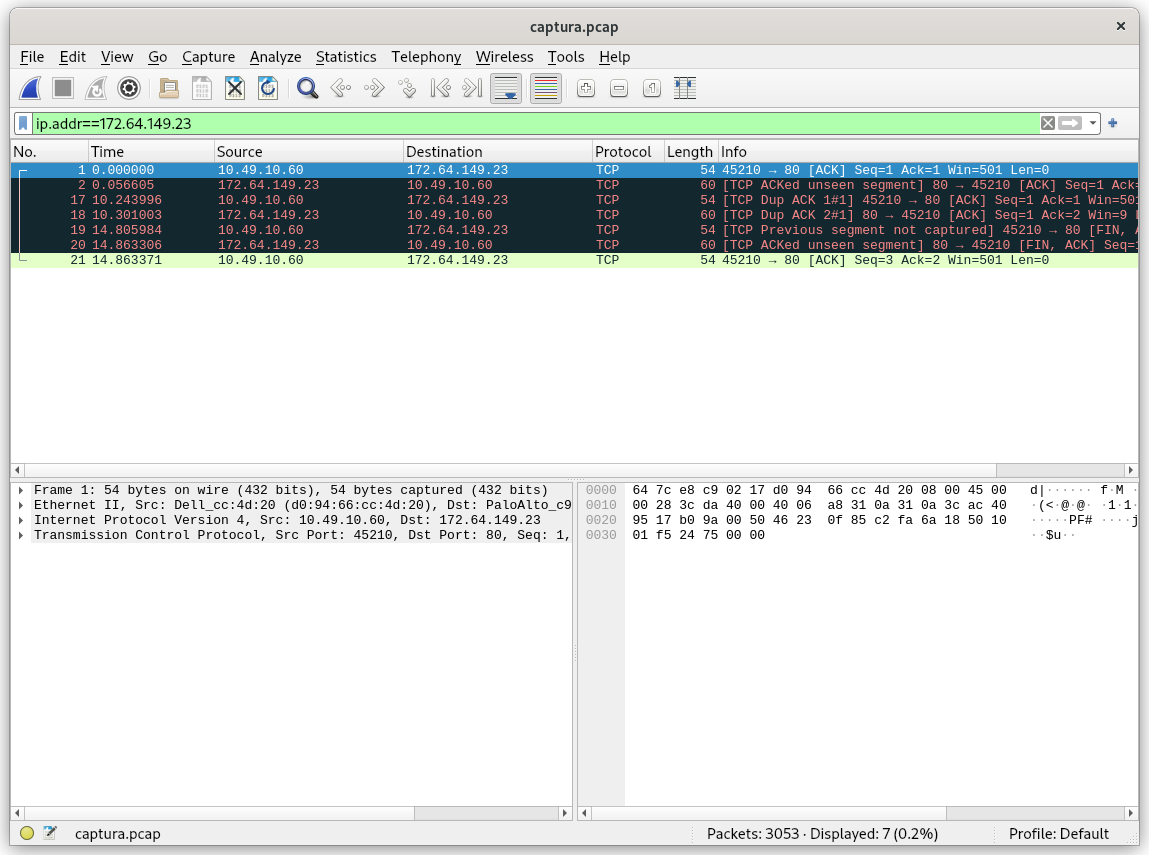 captura.pcap ×
File Edit View Go Capture Analyze Statistics Telephony Wireless Tools Help
ip.addr==172.64.149.23
No. Time Source Destination Protocol Length Info
1 0.000000 10.49.10.60 172.64.149.23 TCP 54 45210 → 80 [ACK] Seq=1 Ack=1 Win=501 Len=0
2 0.056605 172.64.149.23 10.49.10.60 TCP 60 [TCP ACKed unseen segment] 80 → 45210 [ACK] Seq=1 Ack=
17 10.243996 10.49.10.60 172.64.149.23 TCP 54 [TCP Dup ACK 1#1] 45210 → 80 [ACK] Seq=1 Ack=1 Win=501
18 10.301003 172.64.149.23 10.49.10.60 TCP 60 [TCP Dup ACK 2#1] 80 → 45210 [ACK] Seq=1 Ack=2 Win=9
19 14.805984 10.49.10.60 172.64.149.23 TCP 54 [TCP Previous segment not captured] 45210 → 80 [FIN,
20 14.863306 172.64.149.23 10.49.10.60 TCP 60 [TCP ACKed unseen segment] 80 → 45210 [FIN, ACK] Seq=
21 14.863371 10.49.10.60 172.64.149.23 TCP 54 45210 → 80 [ACK] Seq=3 Ack=2 Win=501 Len=0
Frame 1: 54 bytes on wire (432 bits), 54 bytes captured (432 bits)
Ethernet II, Src: Dell_cc:4d:20 (d0:94:66:cc:4d:20), Dst: PaloAlto_c9
Internet Protocol Version 4, Src: 10.49.10.60, Dst: 172.64.149.23
Transmission Control Protocol, Src Port: 45210, Dst Port: 80, Seq: 1,
0000 64 7c e8 c9 02 17 d0 94 66 cc 4d 20 08 00 45 00 d|······ f·M ·
0010 00 28 3c da 40 00 40 06 a8 31 0a 31 0a 3c ac 40 ·(<·@·@· ·1·1·
0020 95 17 b0 9a 00 50 46 23 0f 85 c2 fa 6a 18 50 10 ·····PF# ····j
0030 01 f5 24 75 00 00 ··$u··
captura.pcap Packets: 3053 · Displayed: 7 (0.2%) Profile: Default